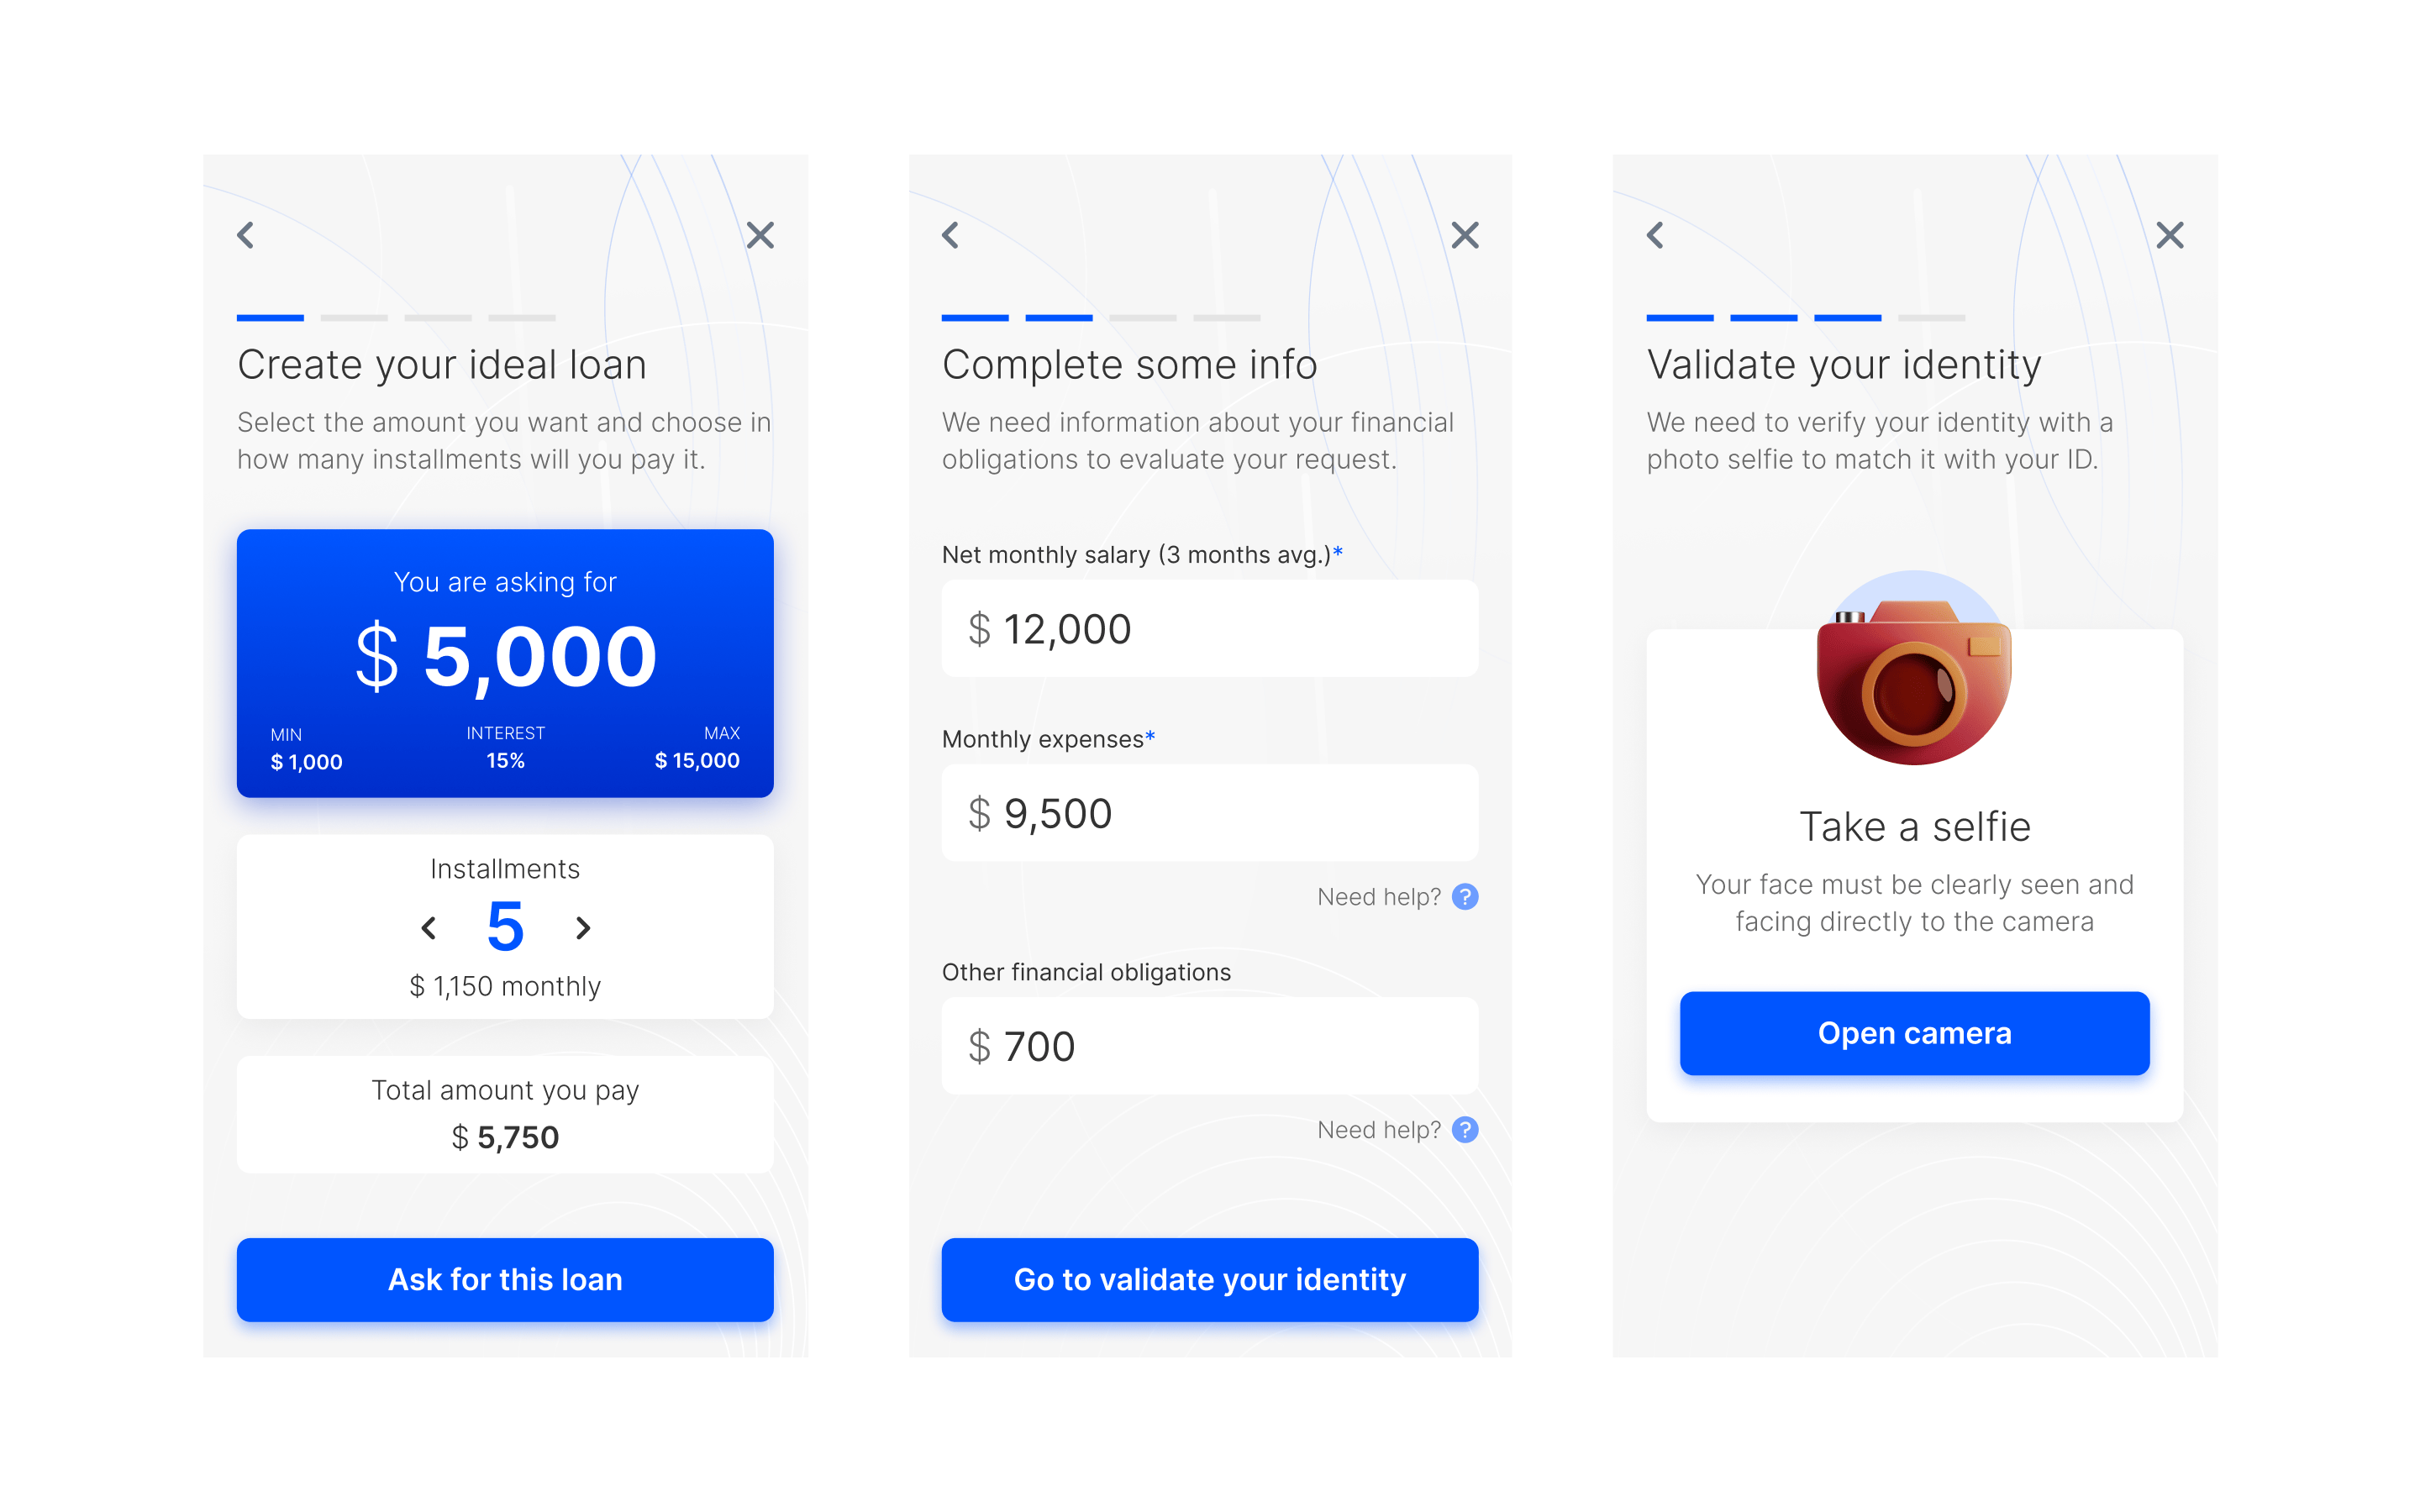 Create your ideal loan
Select the amount you want and choose in
how many installments will you pay it.
You are asking for
$ 5,000
MIN
$ 1,000
INTEREST
15%
MAX
$ 15,000
Installments
5
$ 1,150 monthly
Total amount you pay
$ 5,750
Ask for this loan
Complete some info
We need information about your financial
obligations to evaluate your request.
Net monthly salary (3 months avg.)*
$ 12,000
Monthly expenses*
$ 9,500
Need help? ?
Other financial obligations
$ 700
Need help? ?
Go to validate your identity
Validate your identity
We need to verify your identity with a
photo selfie to match it with your ID.
Take a selfie
Your face must be clearly seen and
facing directly to the camera
Open camera